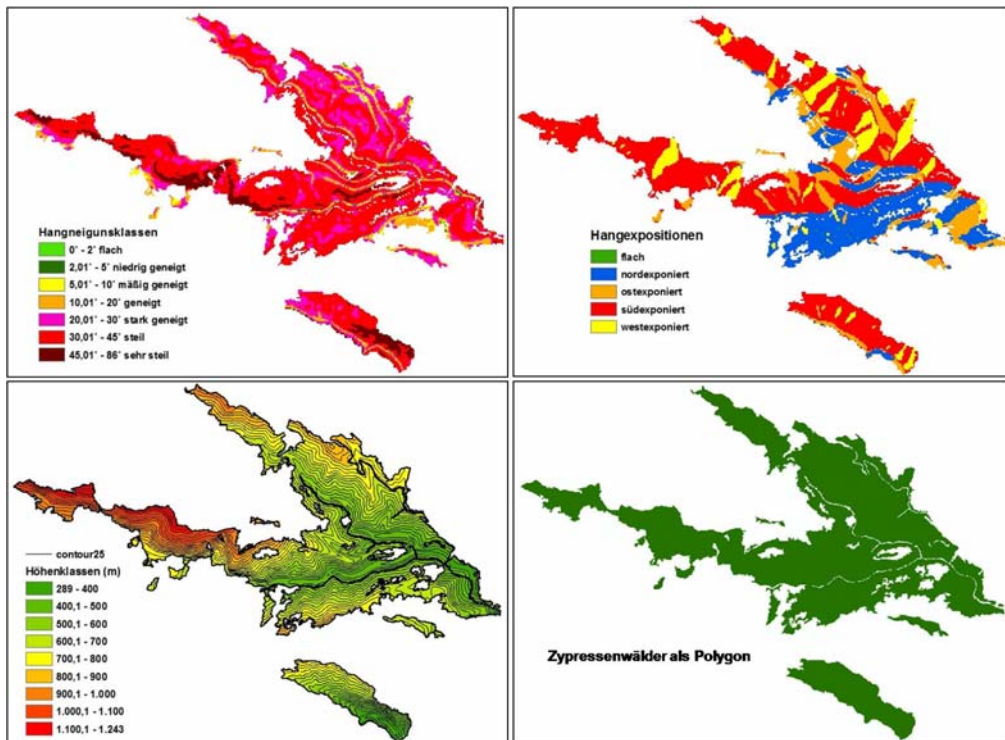 Hangneigunsklassen
0° - 2° flach
2,01° - 5° niedrig geneigt
5,01° - 10° mäßig geneigt
10,01° - 20° geneigt
20,01° - 30° stark geneigt
30,01° - 45° steil
45,01° - 86° sehr steil
Hangexpositionen
flach
nordexponiert
ostexponiert
südexponiert
westexponiert
contour25
Höhenklassen (m)
289 - 400
400,1 - 500
500,1 - 600
600,1 - 700
700,1 - 800
800,1 - 900
900,1 - 1.000
1.000,1 - 1.100
1.100,1 - 1.243
Zypressenwälder als Polygon